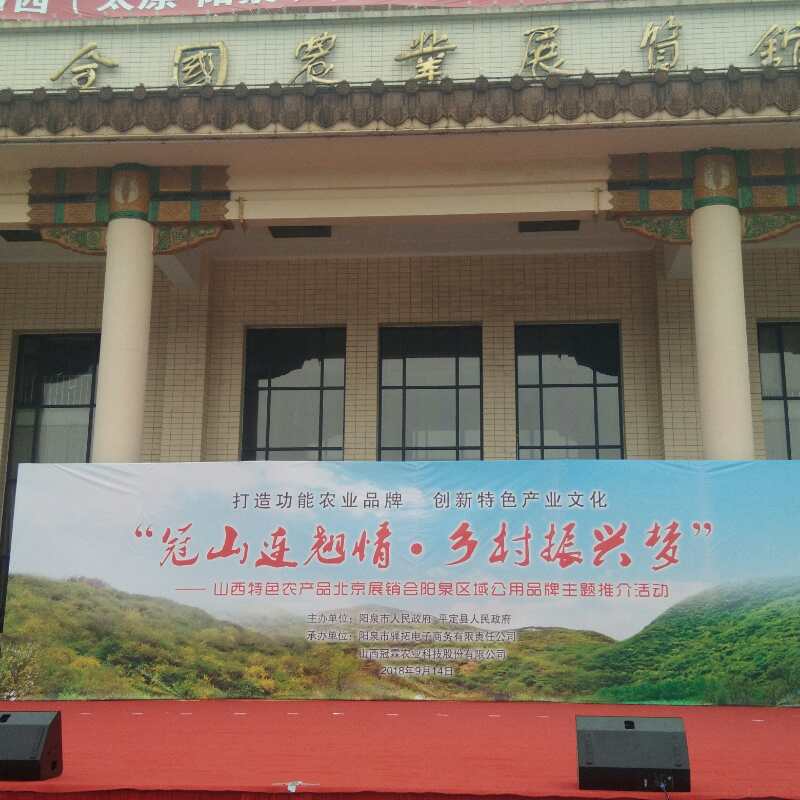 全國農業展覽館
打造功能农业品牌 创新特色产业文化
“冠山连翘情·乡村振兴梦”
——山西特色农产品北京展销会阳泉区域公用品牌主题推介活动
主办单位：阳泉市人民政府 平定县人民政府
承办单位：阳泉市骅拓电子商务有限责任公司
山西冠霖农业科技股份有限公司
2018年9月14日